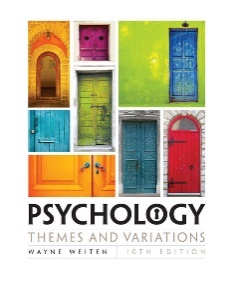 PSYCHOLOGY
THEMES AND VARIATIONS
WAYNE WEITEN | 10TH EDITION